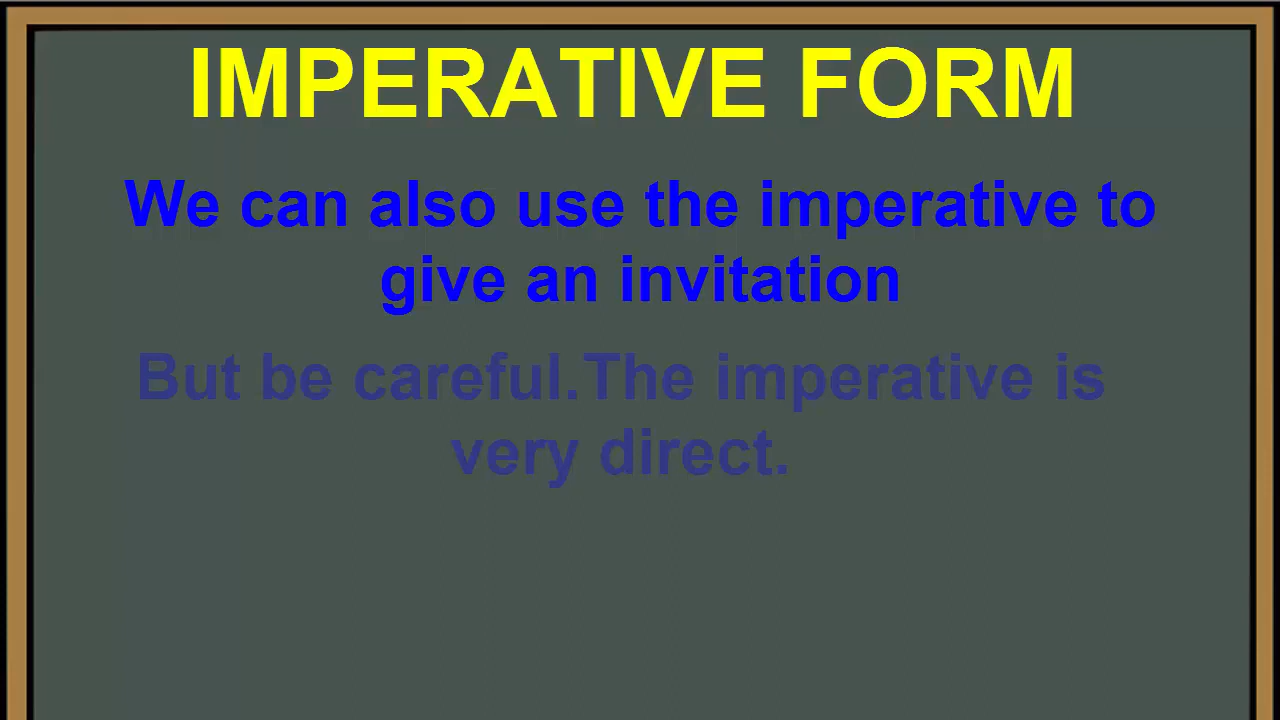 IMPERATIVE FORM
We can also use the imperative to
give an invitation
But be careful.The imperative is
very direct.